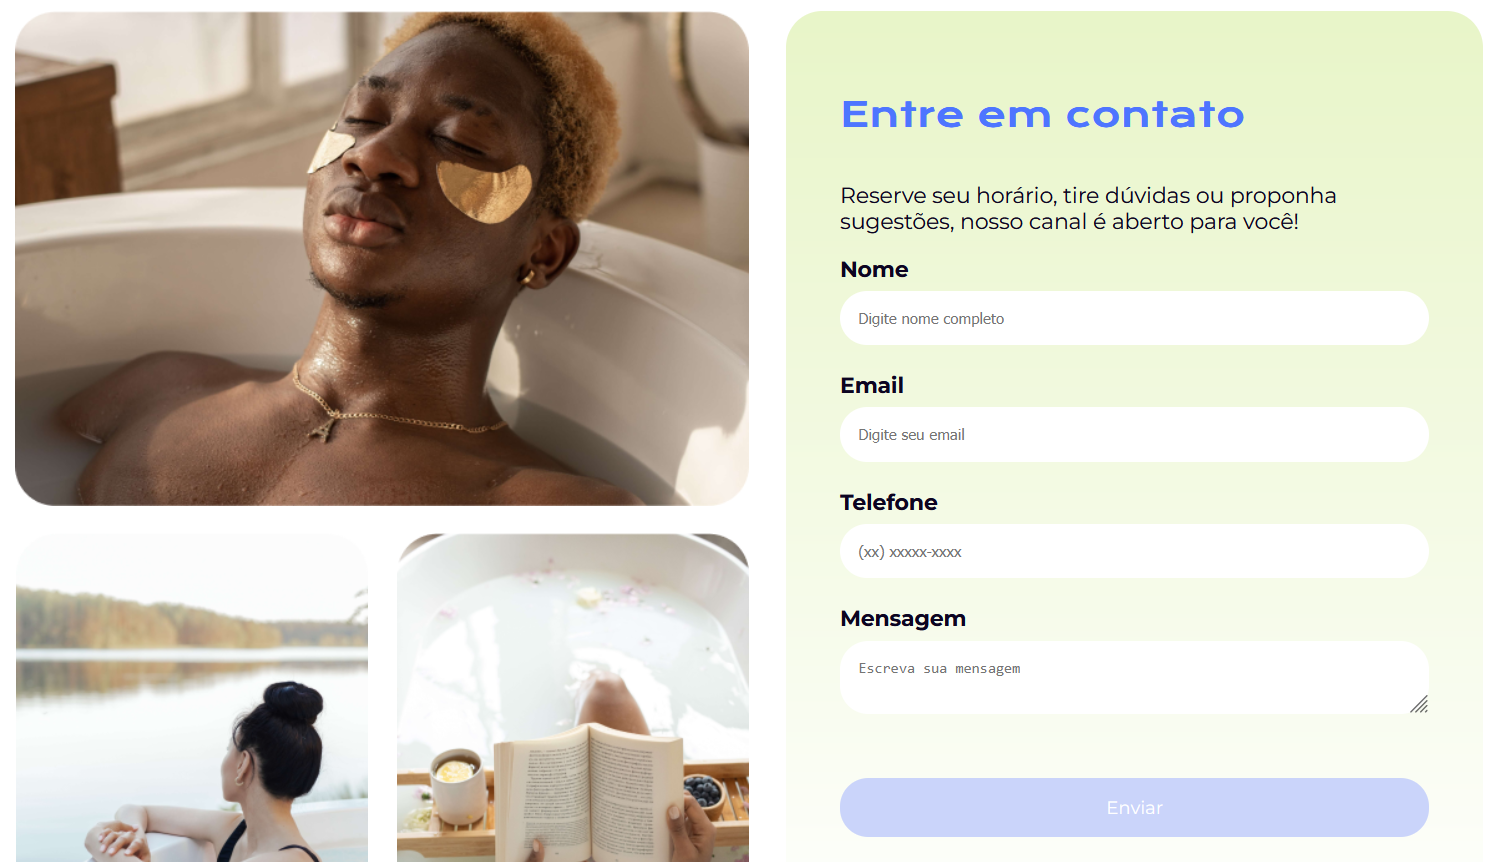 Entre em contato
Reserve seu horário, tire dúvidas ou proponha
sugestões, nosso canal é aberto para você!
Nome
Digite nome completo
Email
Digite seu email
Telefone
(xx) xxxxx-xxxx
Mensagem
Escreva sua mensagem
Enviar